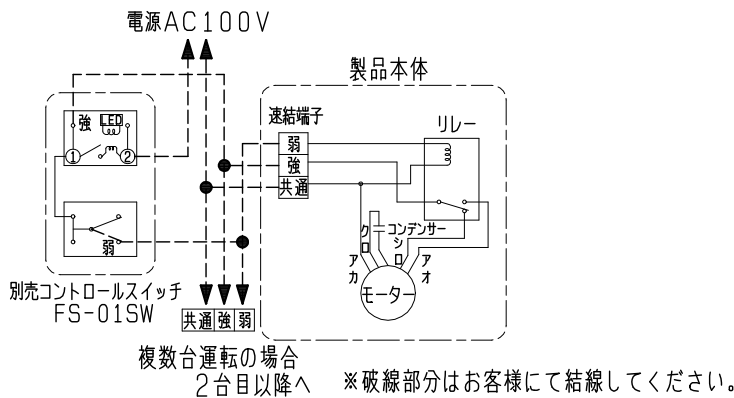 電源AC100V
製品本体
強 LED
① ②
弱
別売コントロールスイッチ
FS-01SW
速結端子
弱
強
共通
リレー
コンデンサー
クロ
シロ
アカ
アオ
モーター
共通 強 弱
複数台運転の場合
2台目以降へ
※破線部分はお客様にて結線してください。